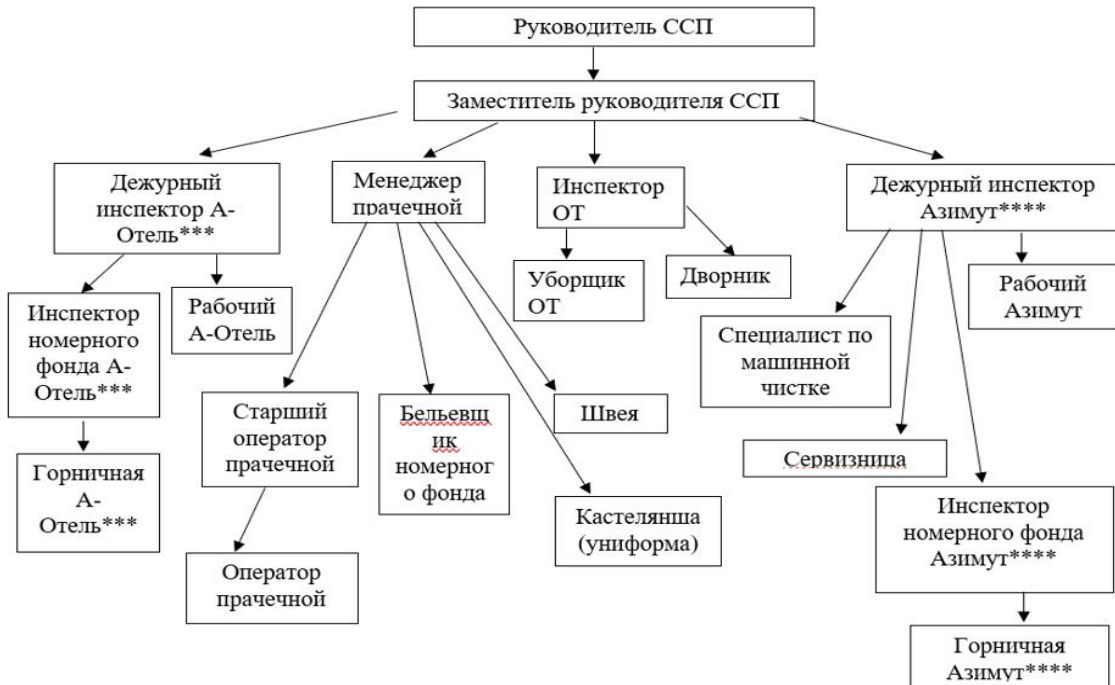 Руководитель ССП
Заместитель руководителя ССП
Дежурный
инспектор А-
Отель***
Менеджер
прачечной
Инспектор
ОТ
Дежурный инспектор
Азимут****
Уборщик
ОТ
Дворник
Рабочий
Азимут
Инспектор
номерного
фонда А-
Отель***
Рабочий
А-Отель
Специалист по
машинной
чистке
Старший
оператор
прачечной
Бельевщ
ик
номерног
о фонда
Швея
Сервизница
Горничная
А-
Отель***
Кастелянша
(униформа)
Инспектор
номерного фонда
Азимут****
Оператор
прачечной
Горничная
Азимут****